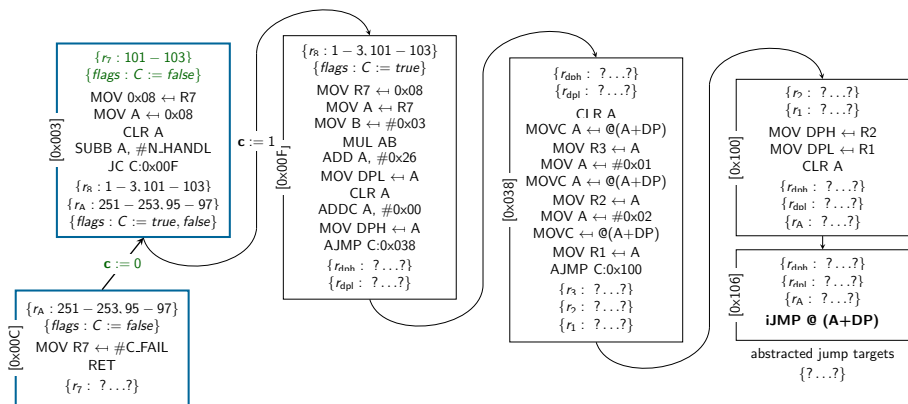 [0x003]
{r7 : 101 − 103}
{flags : C := false}
MOV 0x08 ← R7
MOV A ← 0x08
CLR A
SUBB A, #N_HANDL
JC C:0x00F
{r8 : 1 − 3, 101 − 103}
{rA : 251 − 253, 95 − 97}
{flags : C := true, false}
c := 0
[0x00C]
{rA : 251 − 253, 95 − 97}
{flags : C := false}
MOV R7 ← #C_FAIL
RET
{r7 : ? … ?}
c := 1
[0x00F]
{r8 : 1 − 3, 101 − 103}
{flags : C := true}
MOV R7 ← 0x08
MOV A ← R7
MOV B ← #0x03
MUL AB
ADD A, #0x26
MOV DPL ← A
CLR A
ADDC A, #0x00
MOV DPH ← A
AJMP C:0x038
{rdph : ? … ?}
{rdpl : ? … ?}
[0x038]
{rdph : ? … ?}
{rdpl : ? … ?}
CLR A
MOVC A ← @(A+DP)
MOV R3 ← A
MOV A ← #0x01
MOVC A ← @(A+DP)
MOV R2 ← A
MOV A ← #0x02
MOVC ← @(A+DP)
MOV R1 ← A
AJMP C:0x100
{r3 : ? … ?}
{r2 : ? … ?}
{r1 : ? … ?}
[0x100]
{r2 : ? … ?}
{r1 : ? … ?}
MOV DPH ← R2
MOV DPL ← R1
CLR A
{rdph : ? … ?}
{rdpl : ? … ?}
{rA : ? … ?}
[0x106]
{rdph : ? … ?}
{rdpl : ? … ?}
{rA : ? … ?}
iJMP @ (A+DP)
abstracted jump targets
{? … ?}